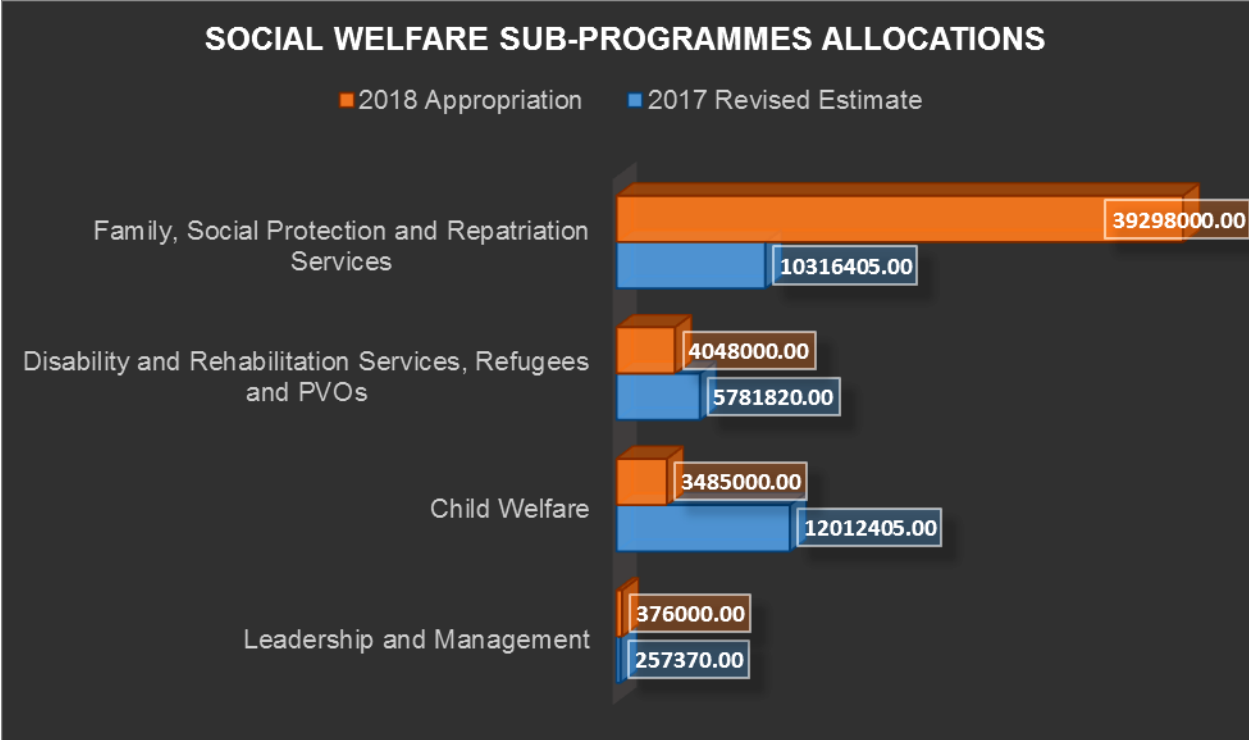 SOCIAL WELFARE SUB-PROGRAMMES ALLOCATIONS
2018 Appropriation
2017 Revised Estimate
Family, Social Protection and Repatriation
Services
39298000.00
10316405.00
Disability and Rehabilitation Services, Refugees
and PVOs
4048000.00
5781820.00
Child Welfare
3485000.00
12012405.00
Leadership and Management
376000.00
257370.00